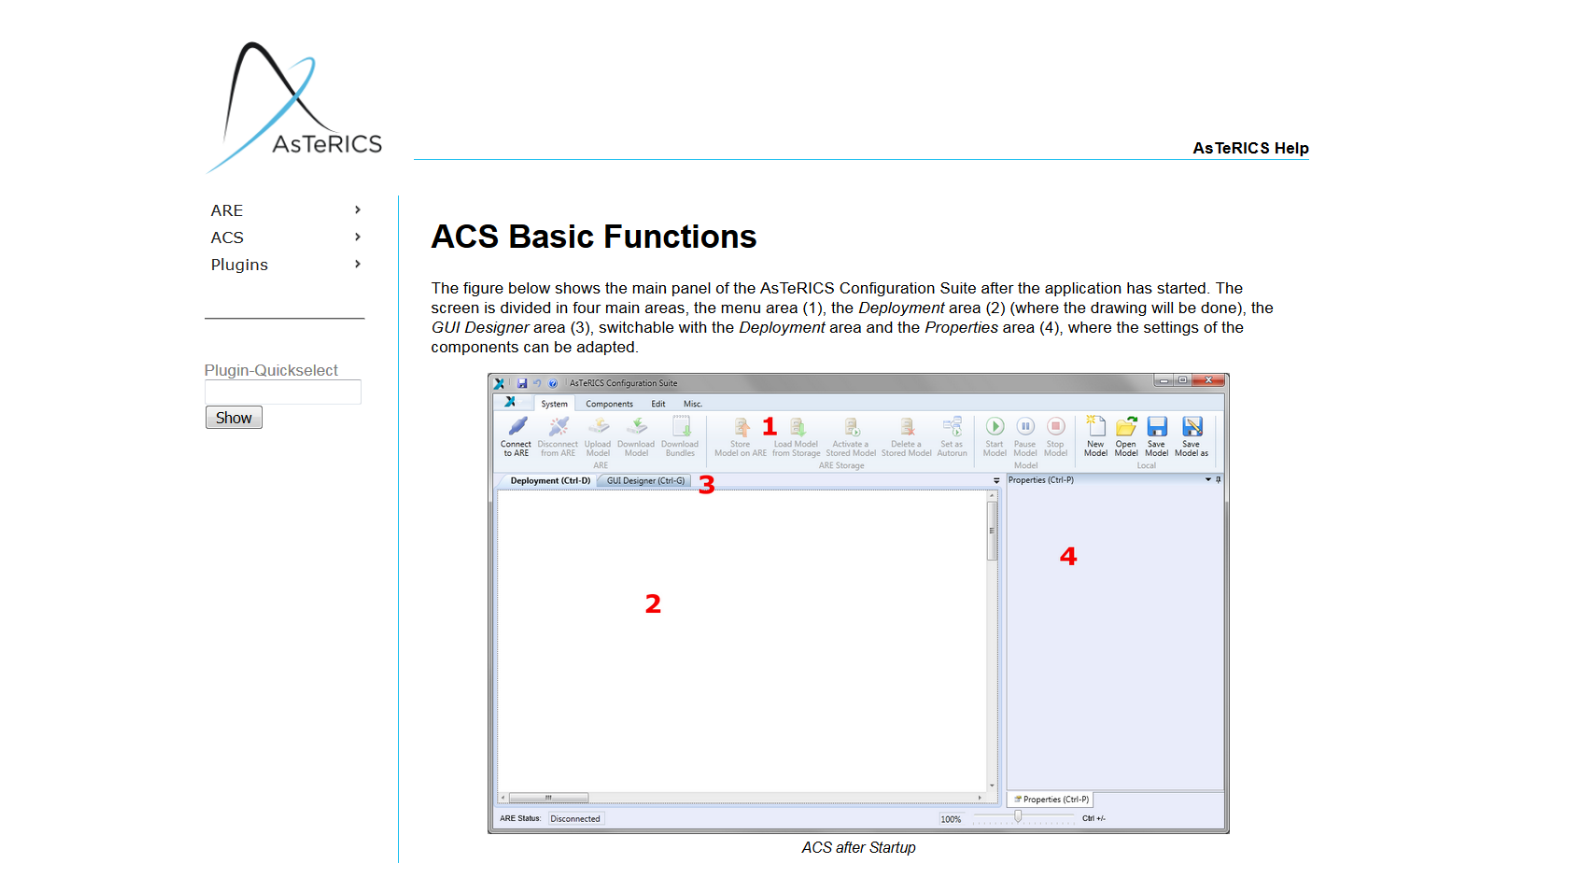 AsTeRICS
AsTeRICS Help
ARE
ACS
Plugins
Plugin-Quickselect
Show
ACS Basic Functions
The figure below shows the main panel of the AsTeRICS Configuration Suite after the application has started. The
screen is divided in four main areas, the menu area (1), the Deployment area (2) (where the drawing will be done), the
GUI Designer area (3), switchable with the Deployment area and the Properties area (4), where the settings of the
components can be adapted.
AsTeRICS Configuration Suite
System Components Edit Misc.
1
Connect to ARE
Disconnect from ARE
Upload Model
Download Model
Download Bundles
ARE
Store Model on ARE
Load Model from Storage
Activate a Stored Model
Delete a Stored Model
Set as Autorun
ARE Storage
Start Model
Pause Model
Stop Model
Model
New Model
Open Model
Save Model
Save Model as
Local
Deployment (Ctrl-D) GUI Designer (Ctrl-G) 3
Properties (Ctrl-P)
4
2
Properties (Ctrl-P)
ARE Status: Disconnected
100%
Ctrl +/-
ACS after Startup